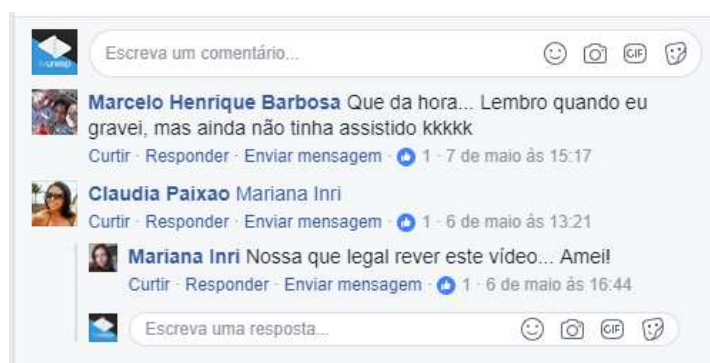 Escreva um comentário...
GIF
Marcelo Henrique Barbosa Que da hora... Lembro quando eu
gravei, mas ainda não tinha assistido kkkkk
Curtir · Responder · Enviar mensagem · 1 · 7 de maio às 15:17
Claudia Paixao Mariana Inri
Curtir · Responder · Enviar mensagem · 1 · 6 de maio às 13:21
Mariana Inri Nossa que legal rever este vídeo... Amei!
Curtir · Responder · Enviar mensagem · 1 · 6 de maio às 16:44
Escreva uma resposta...
GIF